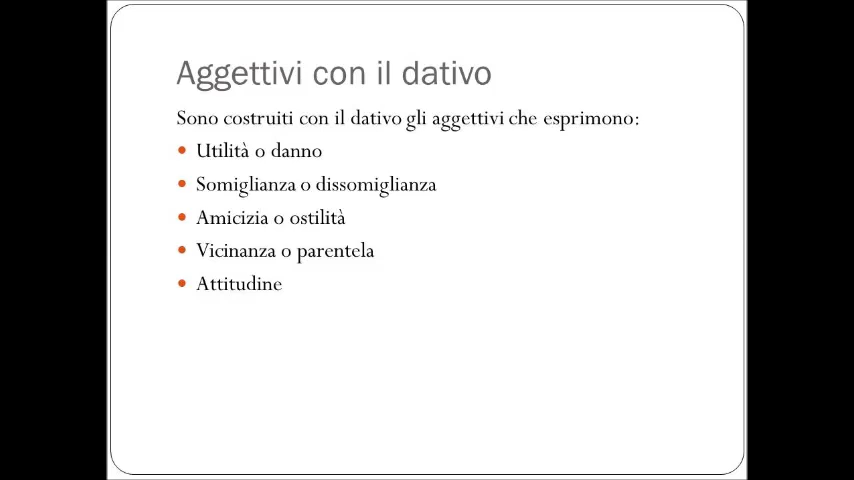 Aggettivi con il dativo
Sono costruiti con il dativo gli aggettivi che esprimono:
Utilità o danno
Somiglianza o dissomiglianza
Amicizia o ostilità
Vicinanza o parentela
Attitudine